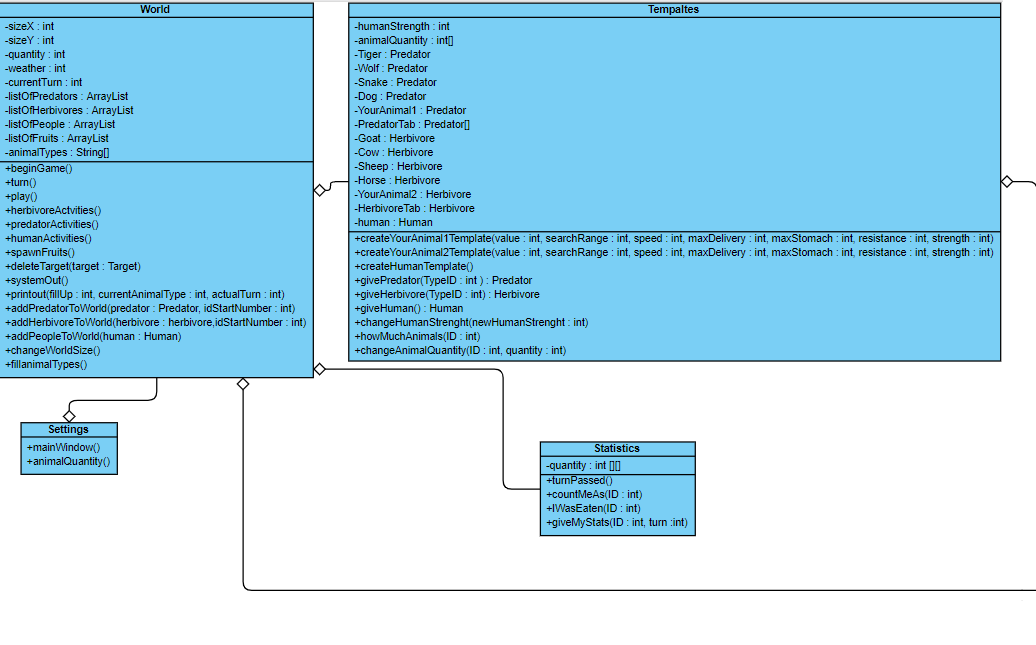 World
-sizeX : int
-sizeY : int
-quantity : int
-weather : int
-currentTurn : int
-listOfPredators : ArrayList
-listOfHerbivores : ArrayList
-listOfPeople : ArrayList
-listOfFruits : ArrayList
-animalTypes : String[]
+beginGame()
+turn()
+play()
+herbivoreActvities()
+predatorActivities()
+humanActivities()
+spawnFruits()
+deleteTarget(target : Target)
+systemOut()
+printout(fillUp : int, currentAnimalType : int, actualTurn : int)
+addPredatorToWorld(predator : Predator, idStartNumber : int)
+addHerbivoreToWorld(herbivore : herbivore,idStartNumber : int)
+addPeopleToWorld(human : Human)
+changeWorldSize()
+fillanimalTypes()
Tempaltes
-humanStrength : int
-animalQuantity : int[]
-Tiger : Predator
-Wolf : Predator
-Snake : Predator
-Dog : Predator
-YourAnimal1 : Predator
-PredatorTab : Predator[]
-Goat : Herbivore
-Cow : Herbivore
-Sheep : Herbivore
-Horse : Herbivore
-YourAnimal2 : Herbivore
-HerbivoreTab : Herbivore
-human : Human
+createYourAnimal1Template(value : int, searchRange : int, speed : int, maxDelivery : int, maxStomach : int, resistance : int, strength : int)
+createYourAnimal2Template(value : int, searchRange : int, speed : int, maxDelivery : int, maxStomach : int, resistance : int, strength : int)
+createHumanTemplate()
+givePredator(TypeID : int ) : Predator
+giveHerbivore(TypeID : int) : Herbivore
+giveHuman() : Human
+changeHumanStrenght(newHumanStrenght : int)
+howMuchAnimals(ID : int)
+changeAnimalQuantity(ID : int, quantity : int)
Settings
+mainWindow()
+animalQuantity()
Statistics
-quantity : int [][]
+turnPassed()
+countMeAs(ID : int)
+IWasEaten(ID : int)
+giveMyStats(ID : int, turn :int)